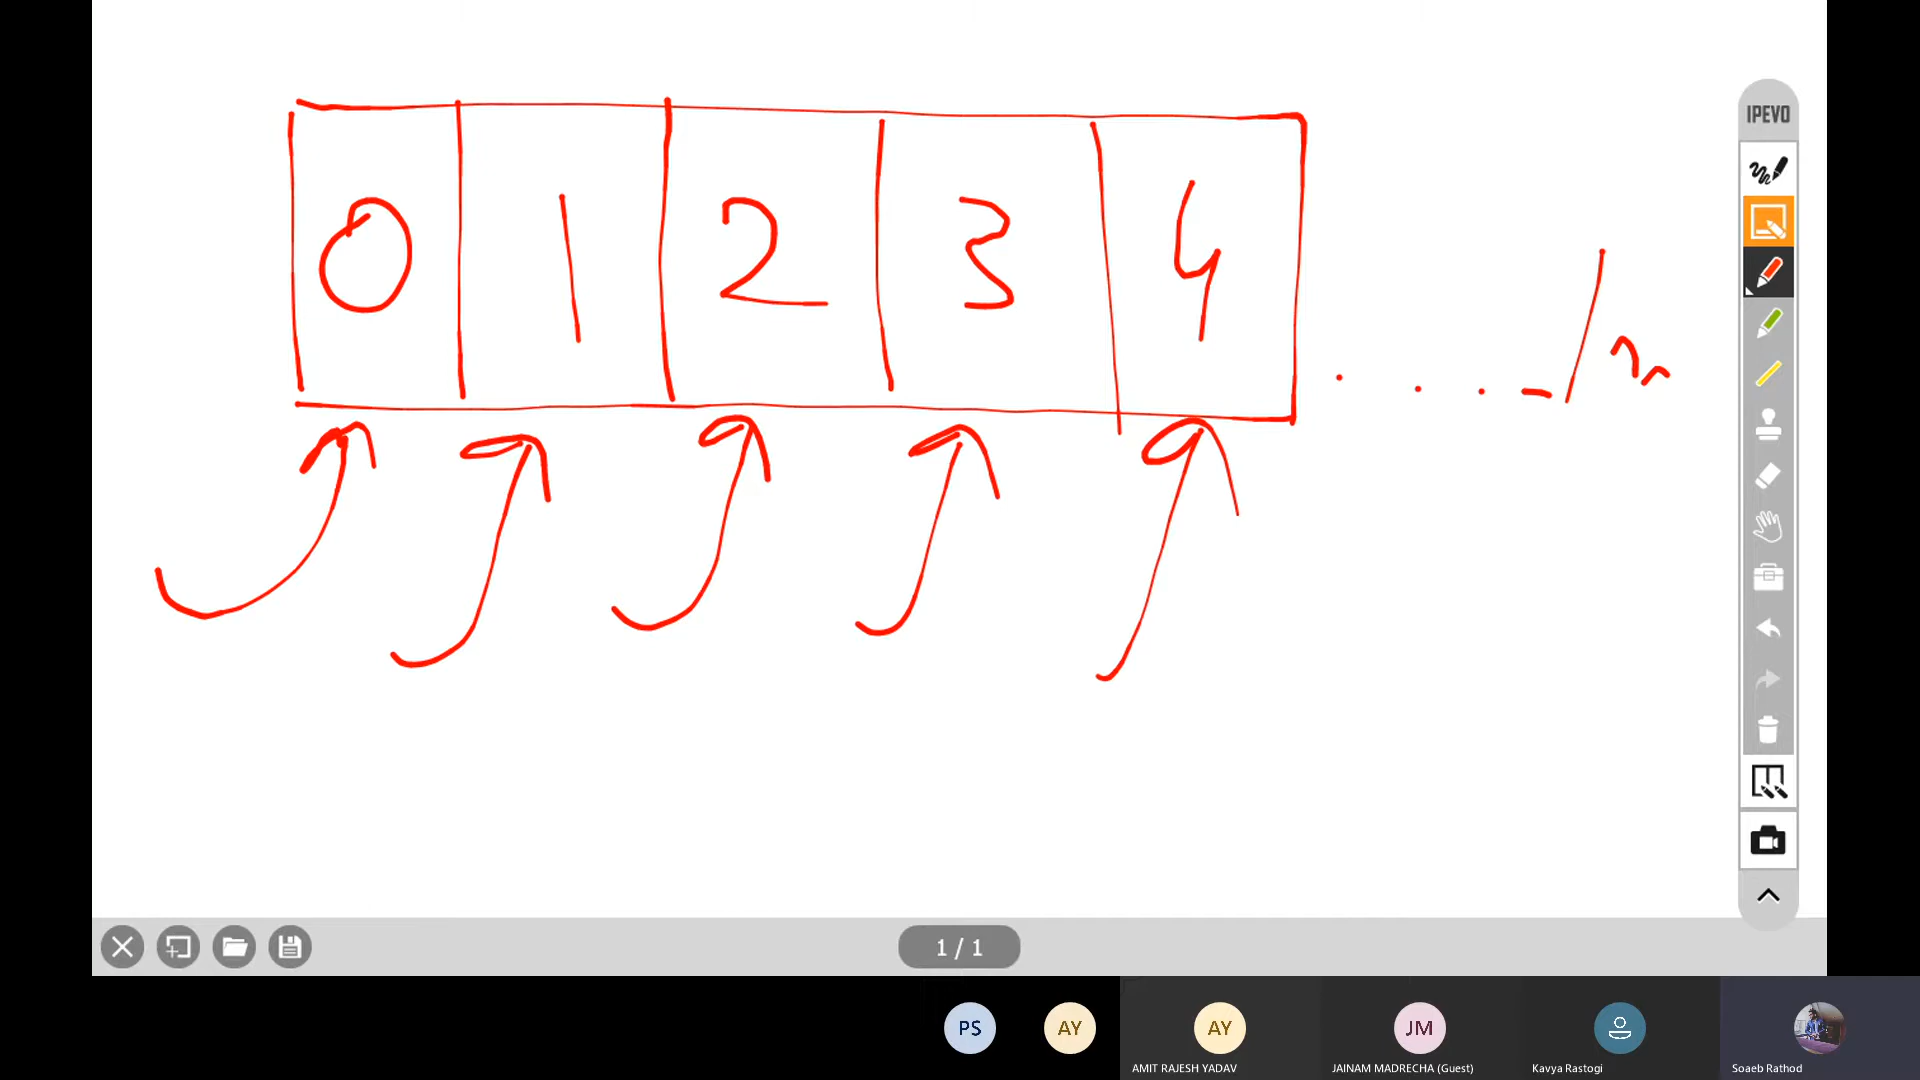 IPEVO
0 1 2 3 4 . . . - /
1 / 1
PS AY AY JM
AMIT RAJESH YADAV JAINAM MADRECHA (Guest) Kavya Rastogi Soaeb Rathod